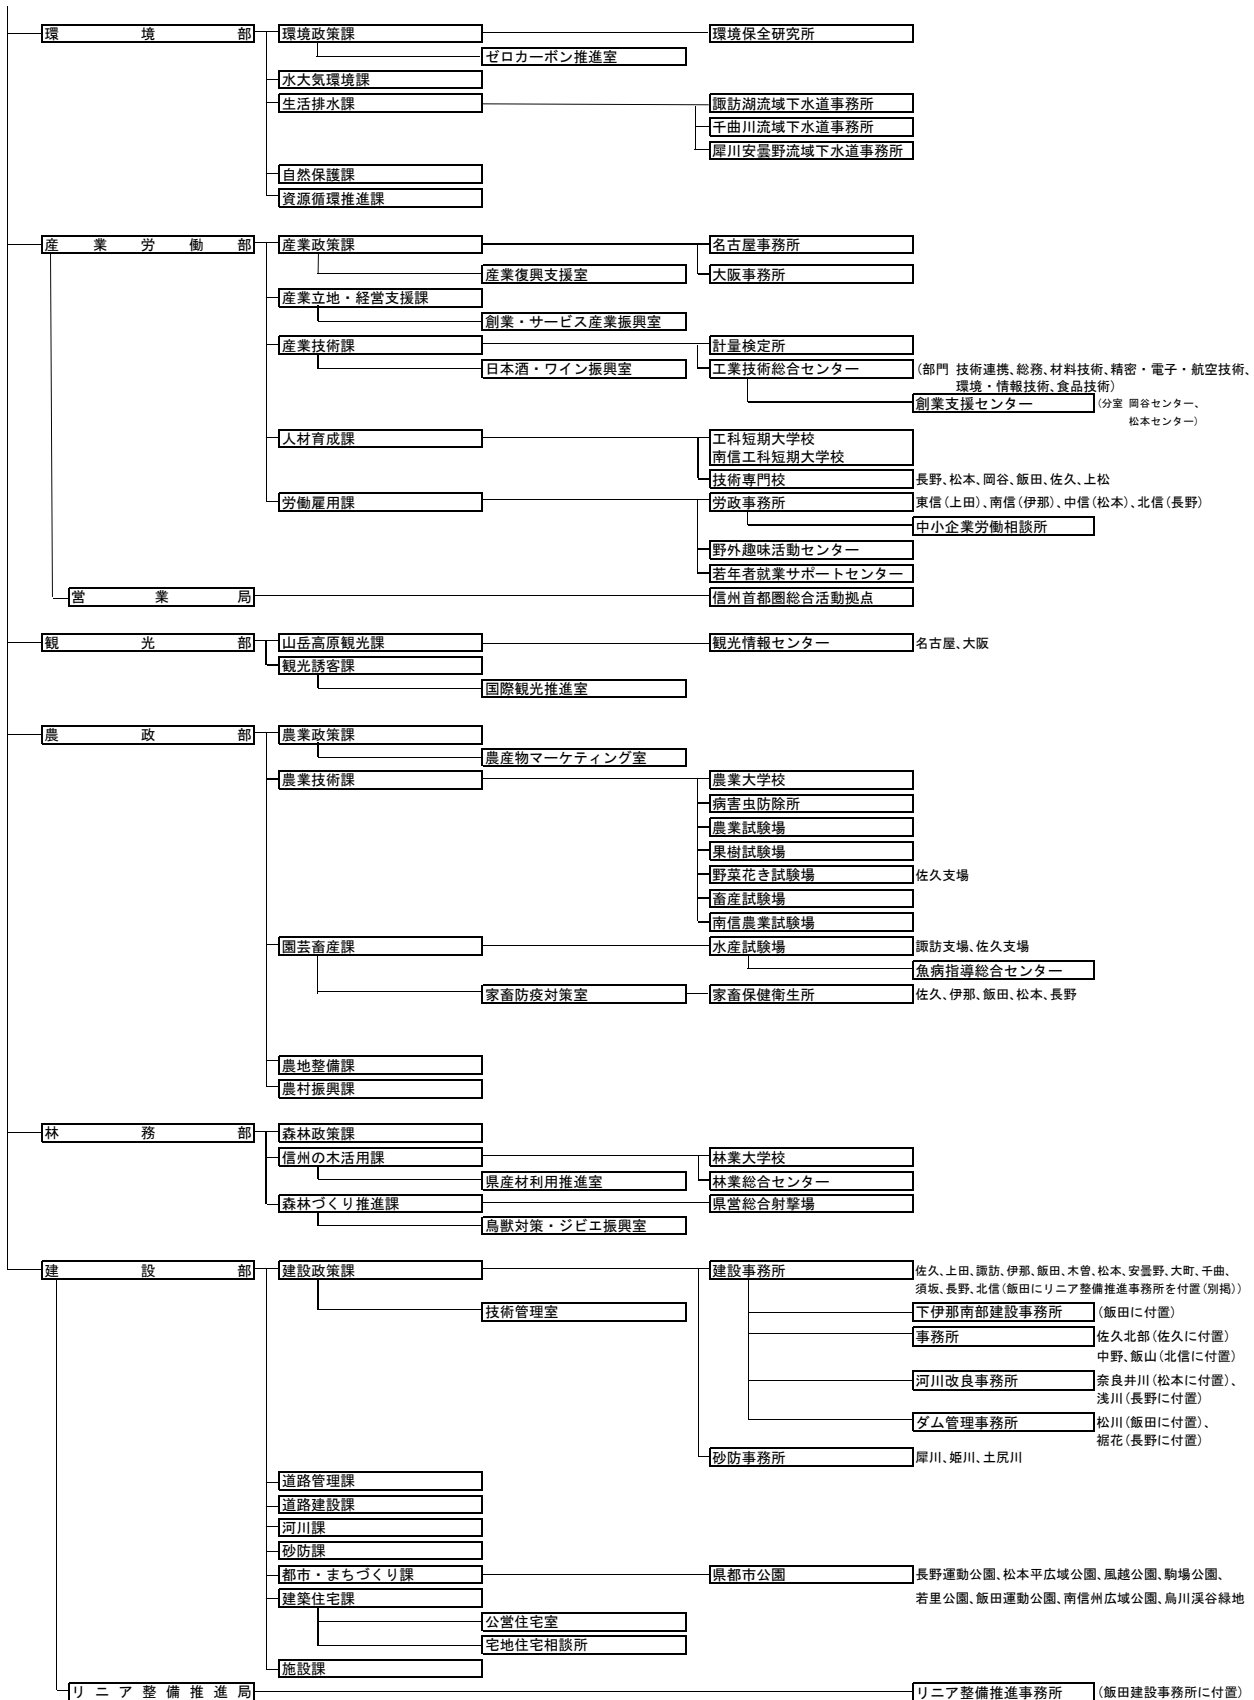 環境部 環境政策課 環境保全研究所
ゼロカーボン推進室
水大気環境課
生活排水課 諏訪湖流域下水道事務所
千曲川流域下水道事務所
犀川安曇野流域下水道事務所
自然保護課
資源循環推進課
産業労働部 産業政策課 名古屋事務所
産業復興支援室 大阪事務所
産業立地・経営支援課
創業・サービス産業振興室
産業技術課 計量検定所
日本酒・ワイン振興室 工業技術総合センター (部門 技術連携、総務、材料技術、精密・電子・航空技術、
環境・情報技術、食品技術)
創業支援センター (分室 岡谷センター、
松本センター)
人材育成課 工科短期大学校
南信工科短期大学校
技術専門校 長野、松本、岡谷、飯田、佐久、上松
労働雇用課 労政事務所 東信(上田)、南信(伊那)、中信(松本)、北信(長野)
中小企業労働相談所
野外趣味活動センター
若年者就業サポートセンター
営業局 信州首都圏総合活動拠点
観光部 山岳高原観光課 観光情報センター 名古屋、大阪
観光誘客課
国際観光推進室
農政部 農業政策課
農産物マーケティング室
農業技術課 農業大学校
病害虫防除所
農業試験場
果樹試験場
野菜花き試験場 佐久支場
畜産試験場
南信農業試験場
園芸畜産課 水産試験場 諏訪支場、佐久支場
魚病指導総合センター
家畜防疫対策室 家畜保健衛生所 佐久、伊那、飯田、松本、長野
農地整備課
農村振興課
林務部 森林政策課
信州の木活用課 林業大学校
県産材利用推進室 林業総合センター
森林づくり推進課 県営総合射撃場
鳥獣対策・ジビエ振興室
建設部 建設政策課 建設事務所 佐久、上田、諏訪、伊那、飯田、木曽、松本、安曇野、大町、千曲、
須坂、長野、北信(飯田にリニア整備推進事務所を付置(別掲))
技術管理室 下伊那南部建設事務所 (飯田に付置)
事務所 佐久北部(佐久に付置)
中野、飯山(北信に付置)
河川改良事務所 奈良井川(松本に付置)、
浅川(長野に付置)
ダム管理事務所 松川(飯田に付置)、
裾花(長野に付置)
砂防事務所 犀川、姫川、土尻川
道路管理課
道路建設課
河川課
砂防課
都市・まちづくり課 県都市公園 長野運動公園、松本平広域公園、風越公園、駒場公園、
建築住宅課 若里公園、飯田運動公園、南信州広域公園、烏川渓谷緑地
公営住宅室
宅地住宅相談所
施設課
リニア整備推進局 リニア整備推進事務所 (飯田建設事務所に付置)